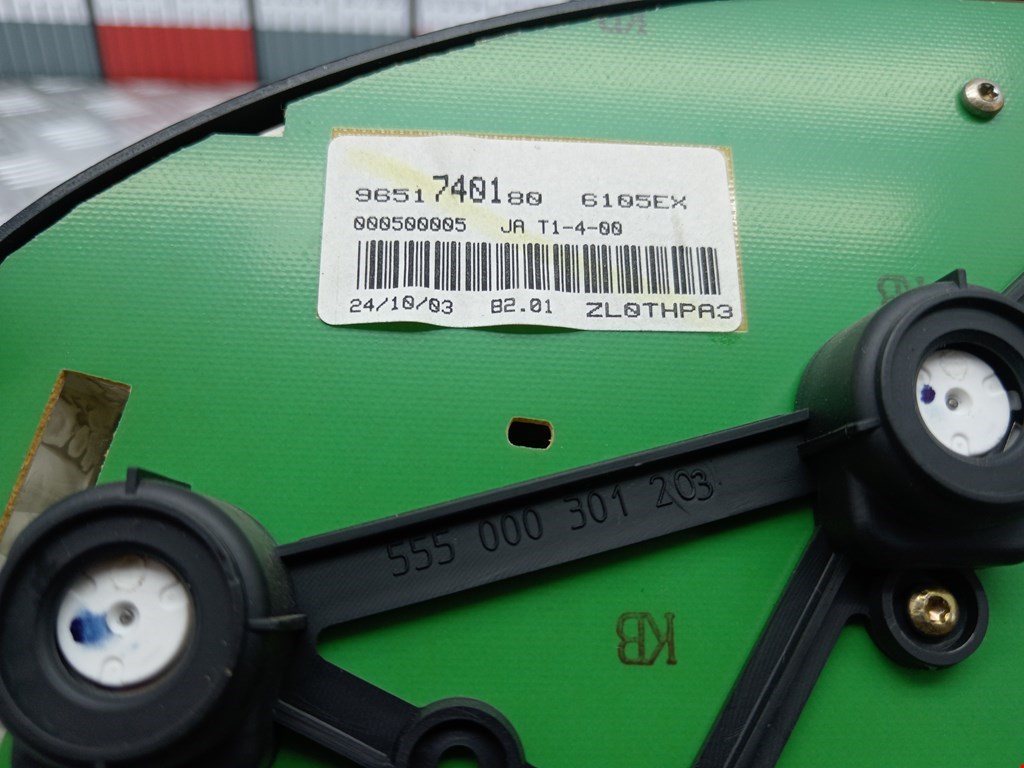 9651740180 6105EX
000500005 JA T1-4-00
24/10/03 B2.01 ZL0THPA3
555 000 301 203
KB